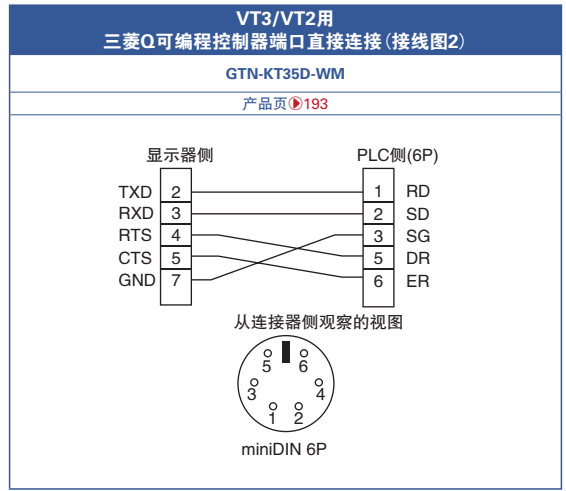 VT3/VT2用
三菱Q可编程控制器端口直接连接(接线图2)
GTN-KT35D-WM
产品页193
显示器侧 PLC侧(6P)
TXD 2 1 RD
RXD 3 2 SD
RTS 4 3 SG
CTS 5 5 DR
GND 7 6 ER
从连接器侧观察的视图
5 6
3 4
1 2
miniDIN 6P